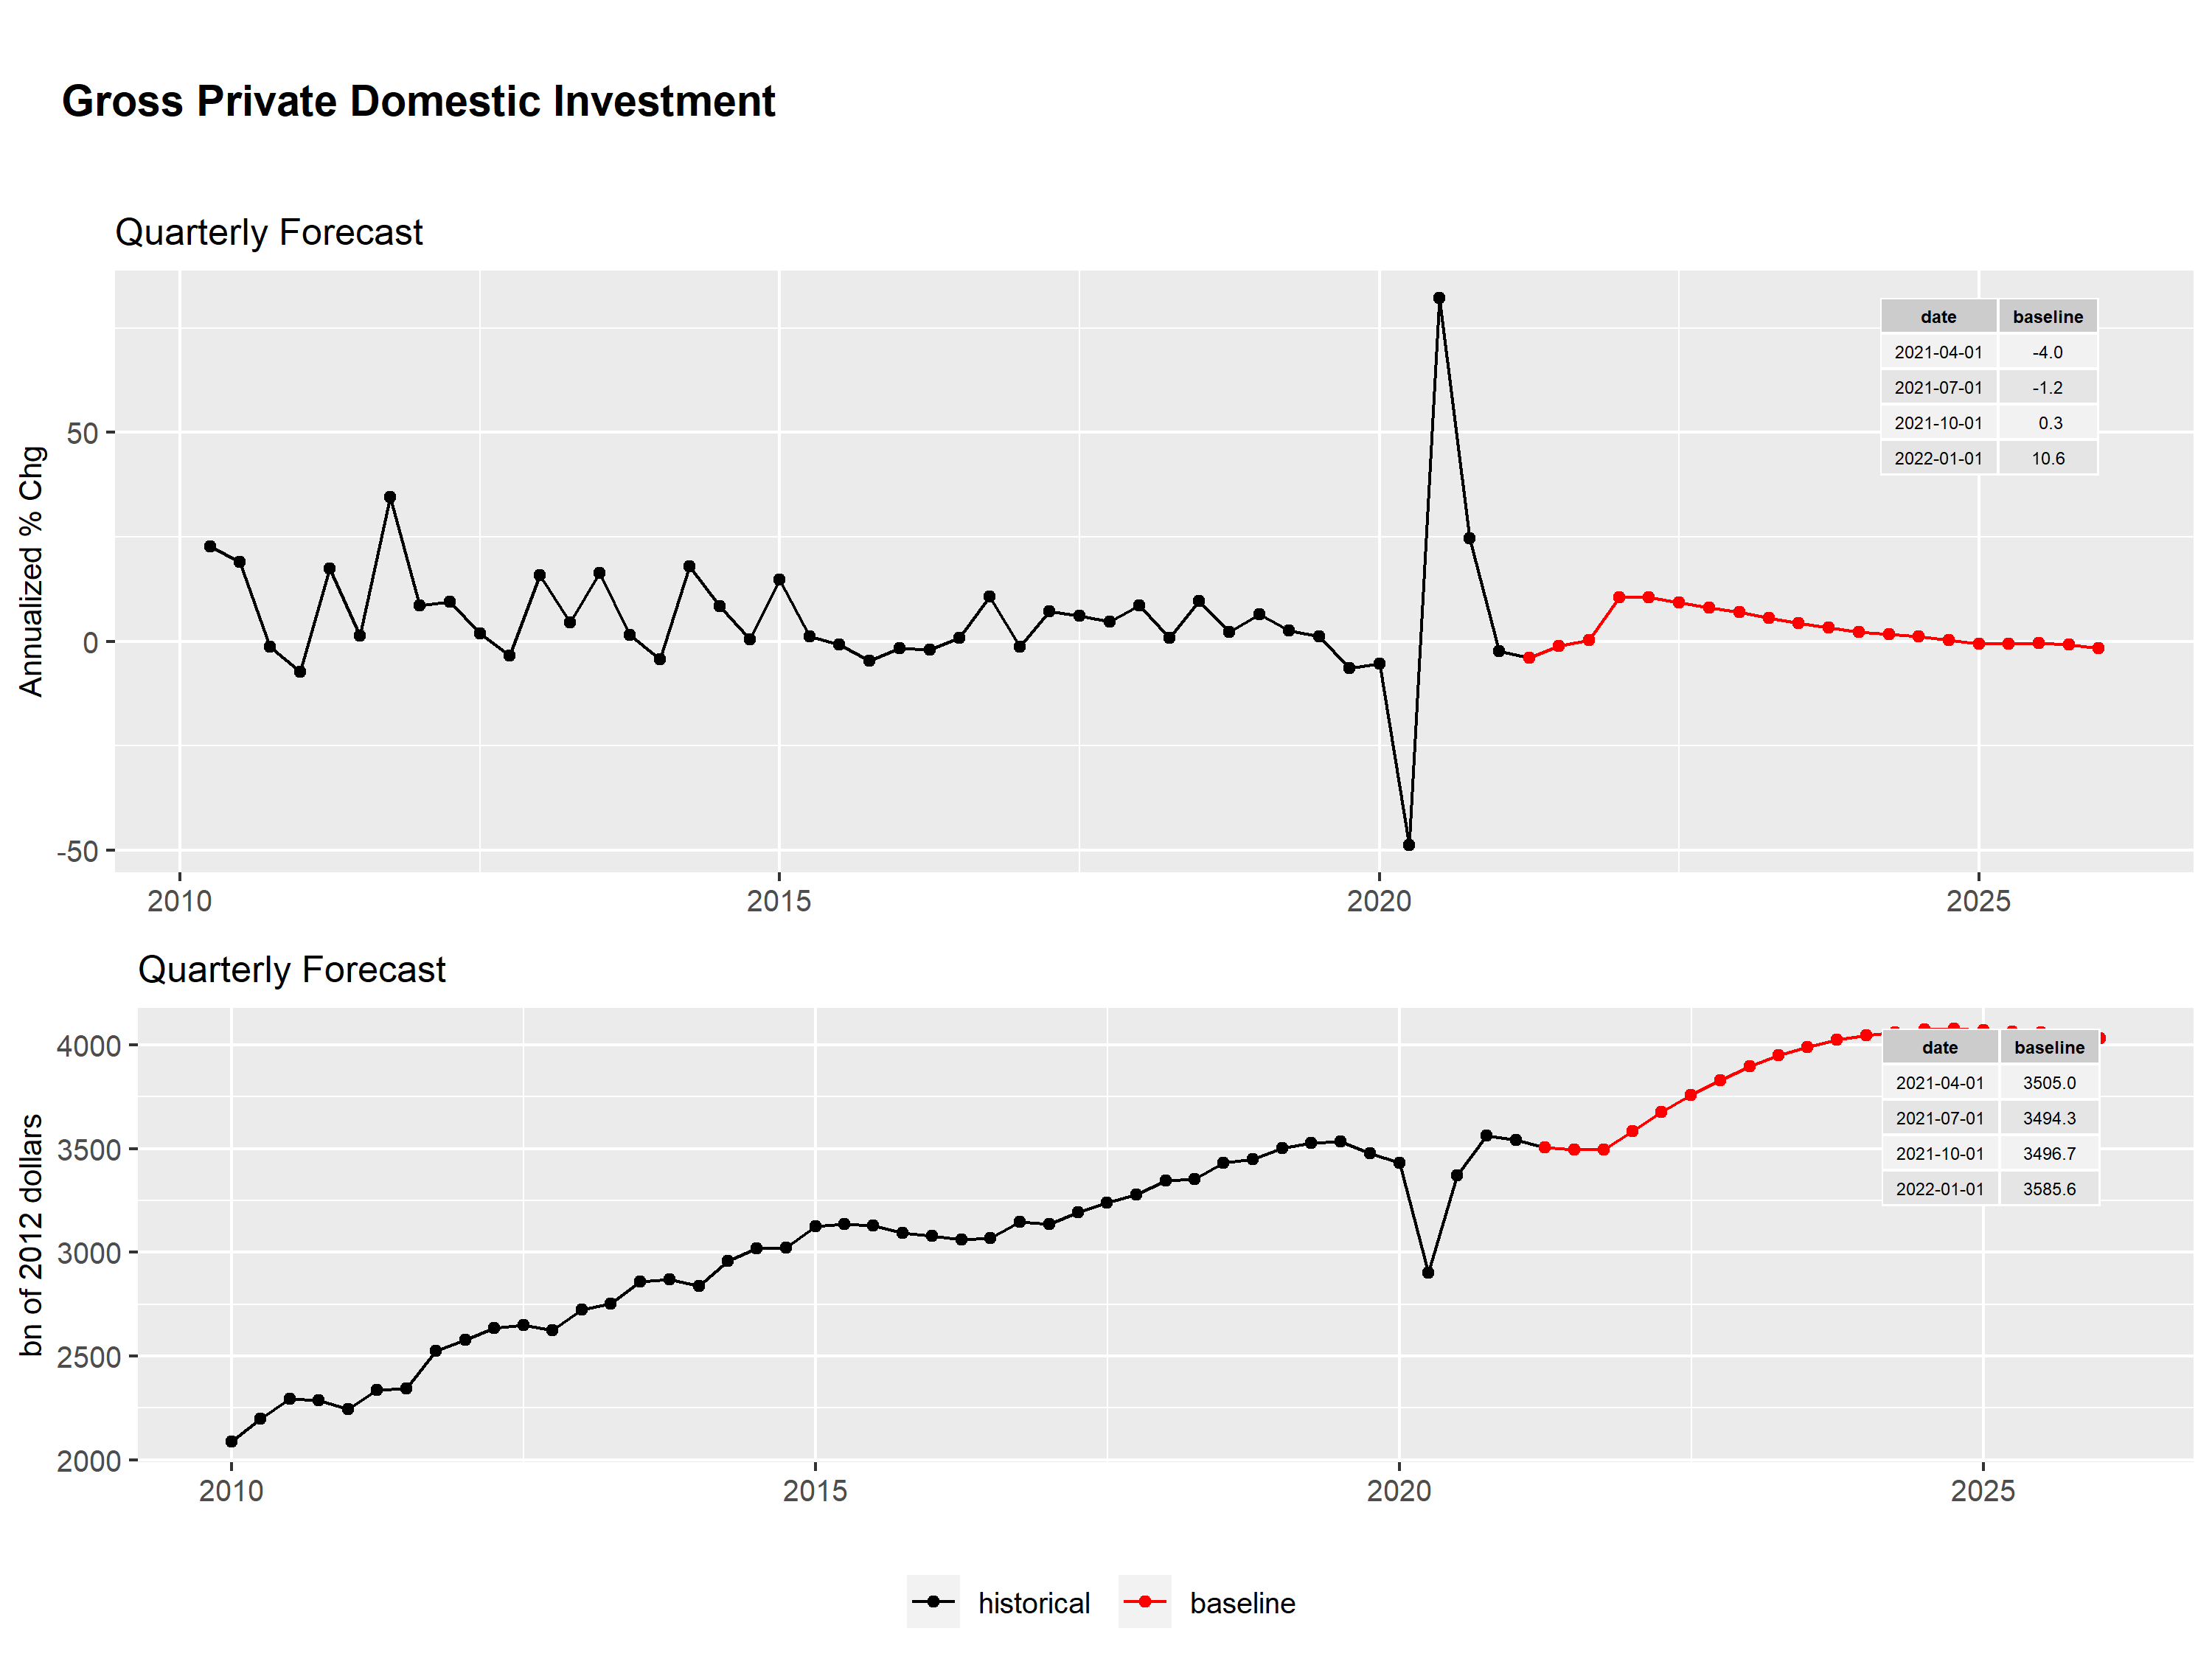 Gross Private Domestic Investment
Quarterly Forecast
Annualized % Chg
50
0
-50
2010 2015 2020 2025
date baseline
2021-04-01 -4.0
2021-07-01 -1.2
2021-10-01 0.3
2022-01-01 10.6
Quarterly Forecast
bn of 2012 dollars
4000
3500
3000
2500
2000
2010 2015 2020 2025
date baseline
2021-04-01 3505.0
2021-07-01 3494.3
2021-10-01 3496.7
2022-01-01 3585.6
historical baseline